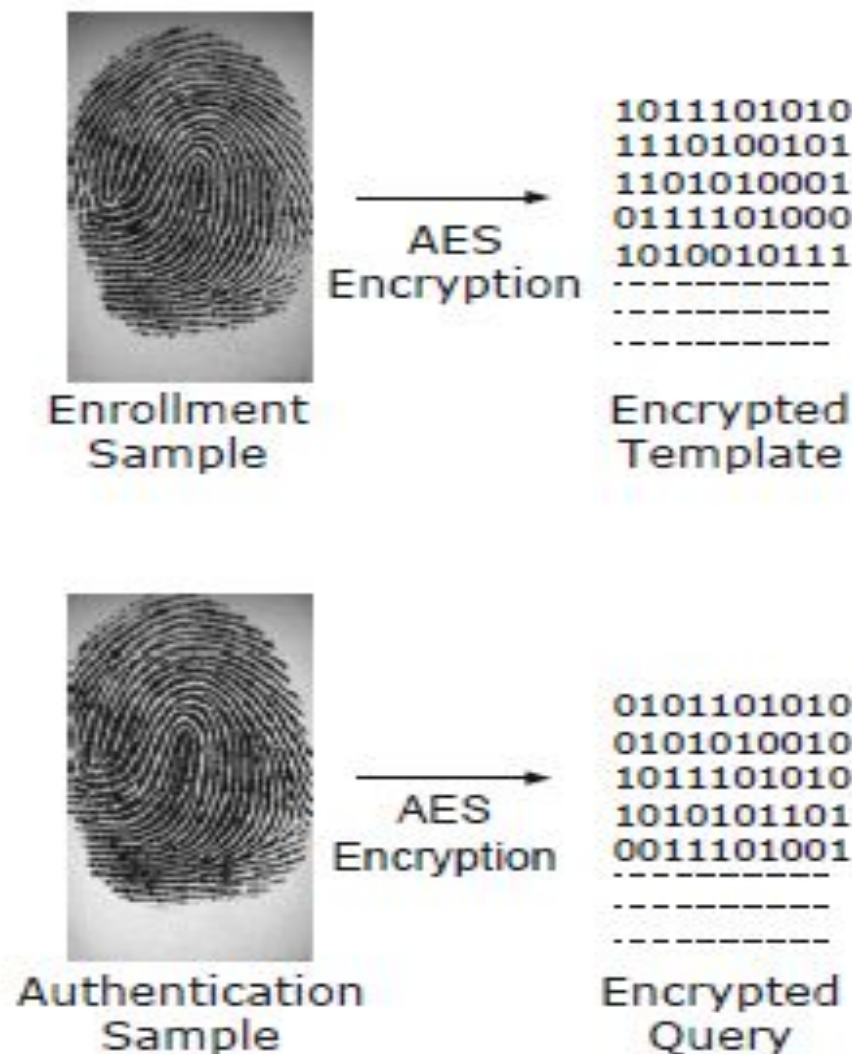 1011101010
1110100101
1101010001
0111101000
1010010111
----------
----------
----------
AES
Encryption
Enrollment
Sample
Encrypted
Template
0101101010
0101010010
1011101010
1010101101
0011101001
----------
----------
----------
AES
Encryption
Authentication
Sample
Encrypted
Query